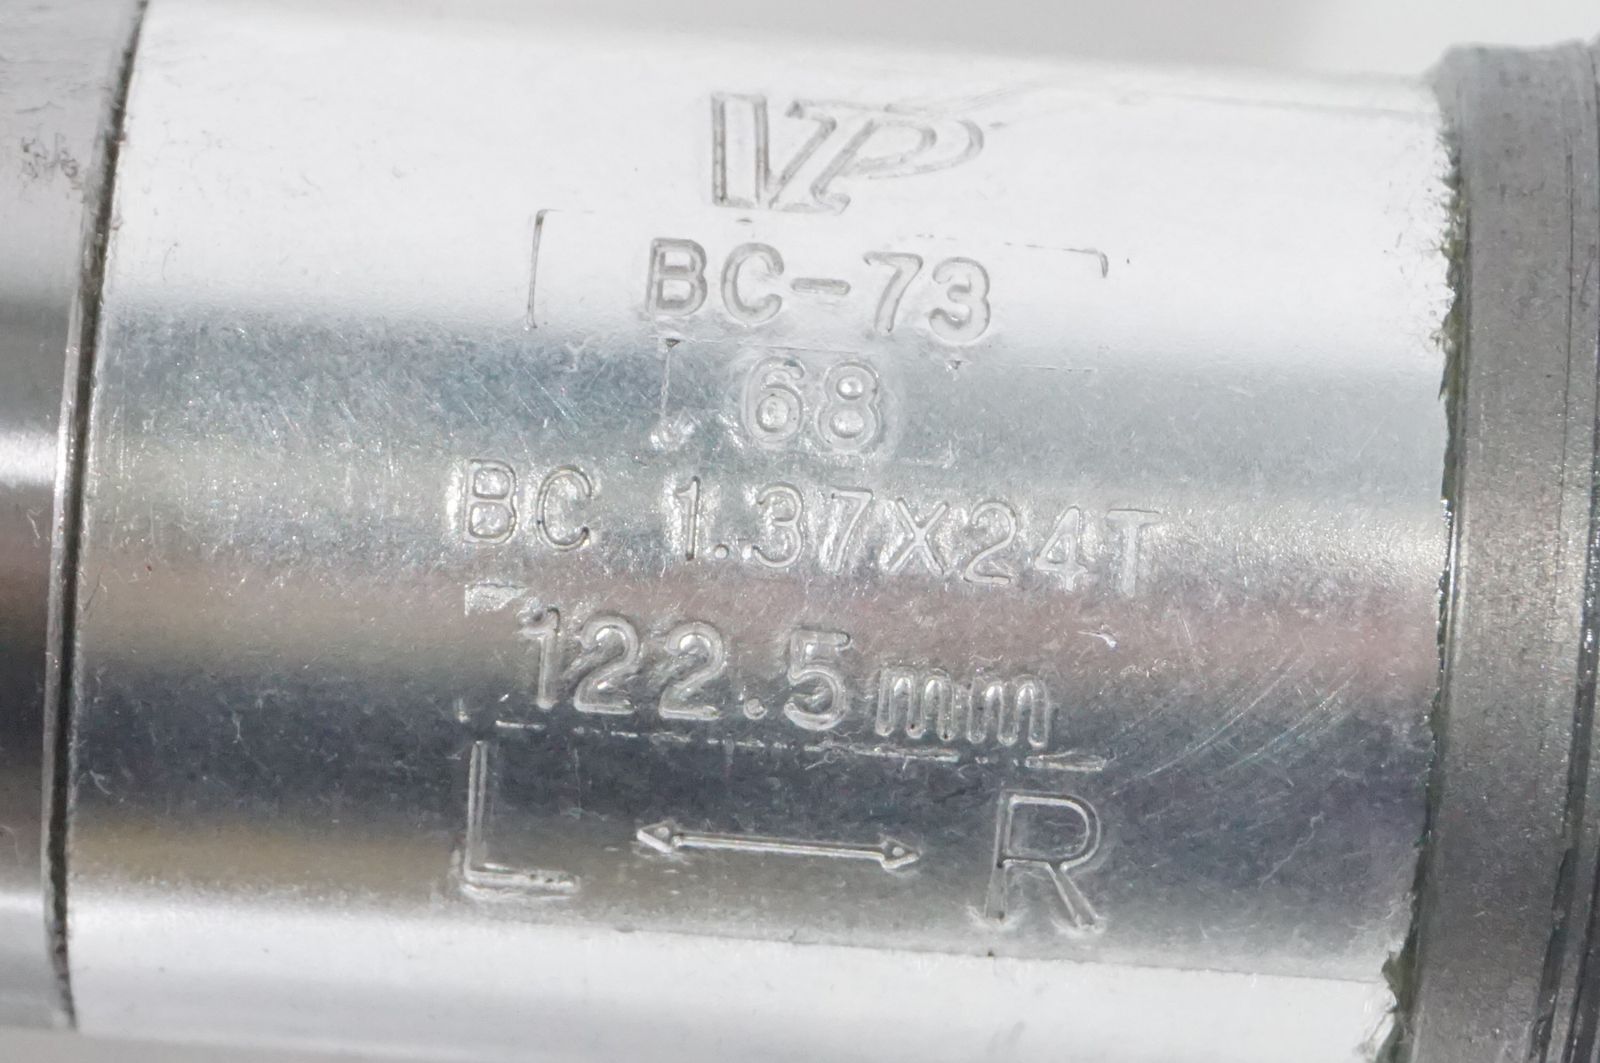 VP
BC-73
68
BC 1.37X24T
122.5mm
L ↔ R